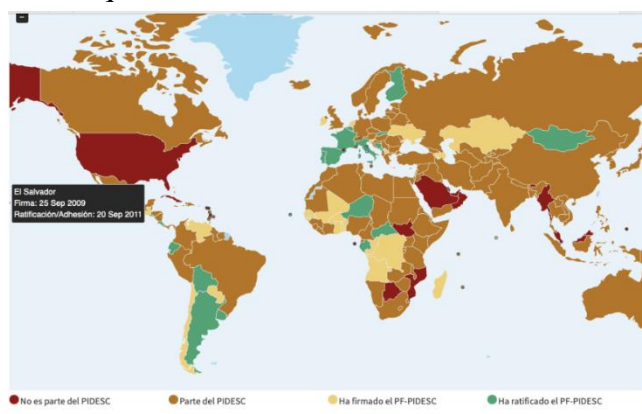 El Salvador
Firma: 25 Sep 2009
Ratificación/Adhesión: 20 Sep 2011
No es parte del PIDESC
Parte del PIDESC
Ha firmado el PF-PIDESC
Ha ratificado el PF-PIDESC